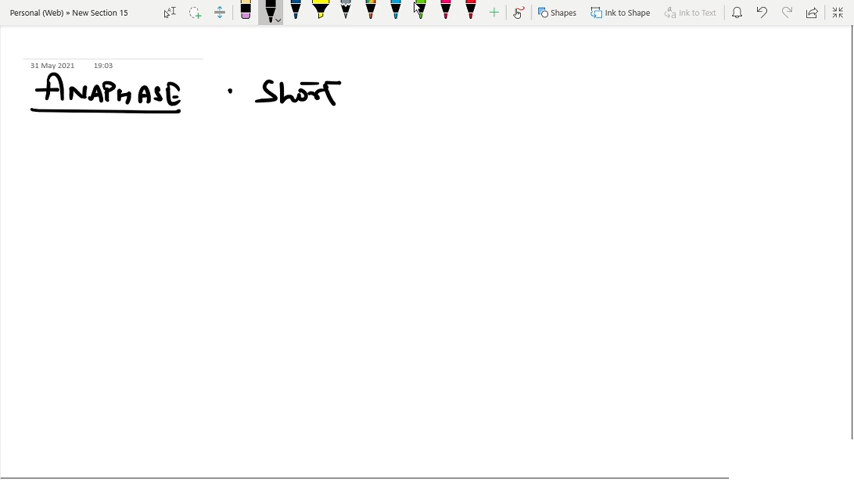 Personal (Web) » New Section 15
Shapes
Ink to Shape
Ink to Text
31 May 2021 19:03
ANAPHASE · Short